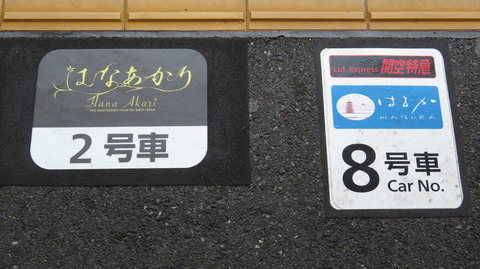 はなあかり
Hana Akari
THE SIGHTSEEING TRAIN OF WEST JAPAN
2号車
Ltd. Express 関空特急
はるか
HARUKA
8号車
Car No.